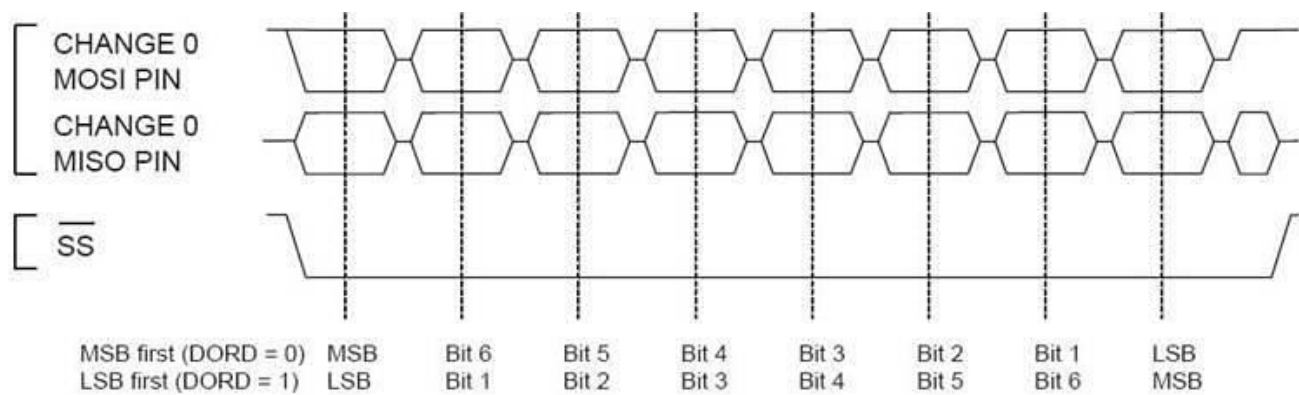 CHANGE 0
MOSI PIN
CHANGE 0
MISO PIN
SS
MSB first (DORD = 0) MSB Bit 6 Bit 5 Bit 4 Bit 3 Bit 2 Bit 1 LSB
LSB first (DORD = 1) LSB Bit 1 Bit 2 Bit 3 Bit 4 Bit 5 Bit 6 MSB